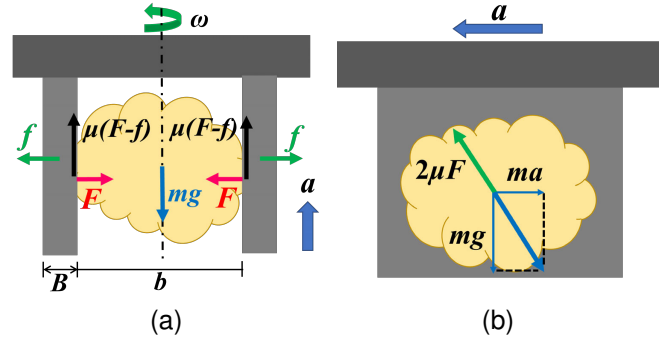 ω
μ(F-f) μ(F-f)
f f
F mg F
a
B b
(a)
a
2μF ma
mg
(b)